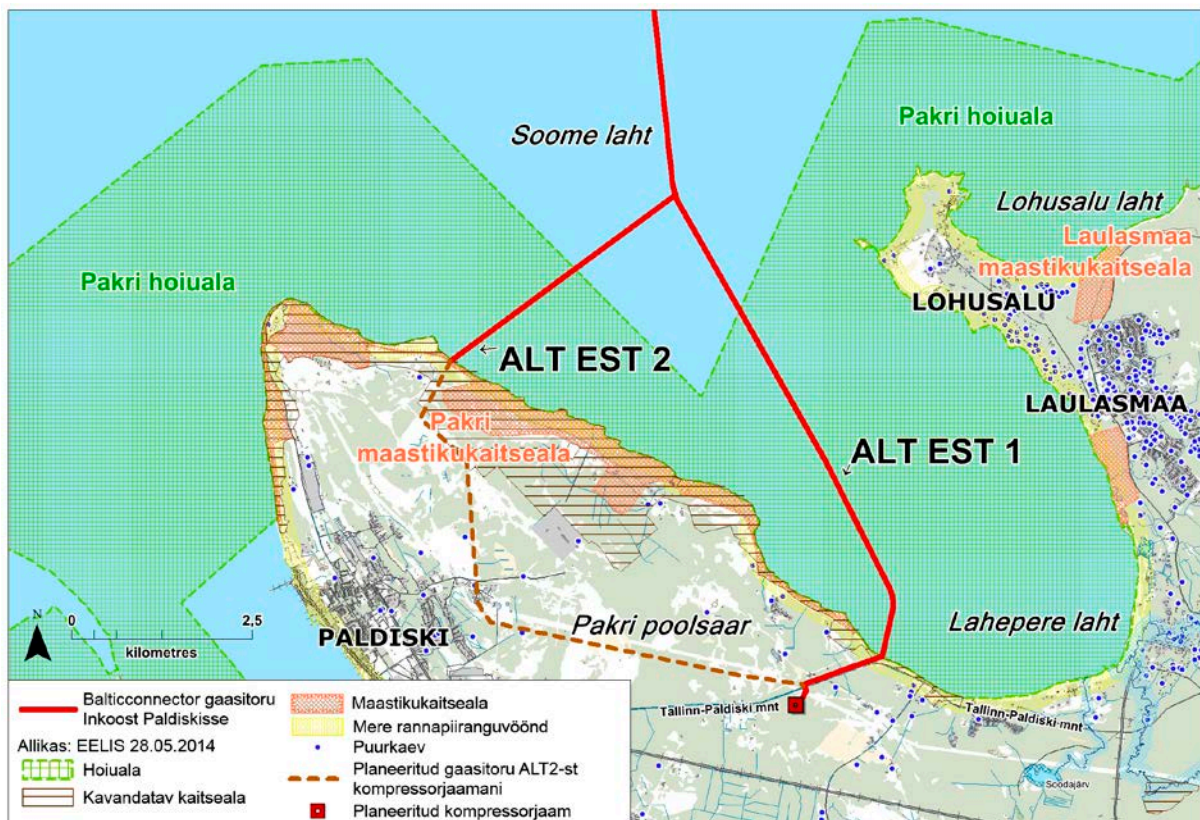 Pakri hoiuala
Soome laht
Lohusalu laht
Laulasmaa
maastikukaitseala
Pakri hoiuala
LOHUSALU
ALT EST 2
LAULASMAA
Pakri
maastikukaitseala
ALT EST 1
N
0 2,5
kilometres
PALDISKI
Pakri poolsaar
Lahepere laht
Tallinn-Paldiski mnt
Tallinn-Paldiski mnt
Soodajärv
Balticconnector gaasitoru
Inkoost Paldiskisse
Allikas: EELIS 28.05.2014
Hoiuala
Kavandatav kaitseala
Maastikukaitseala
Mere rannapiiranguvöönd
Puurkaev
Planeeritud gaasitoru ALT2-st
kompressorjaamani
Planeeritud kompressorjaam